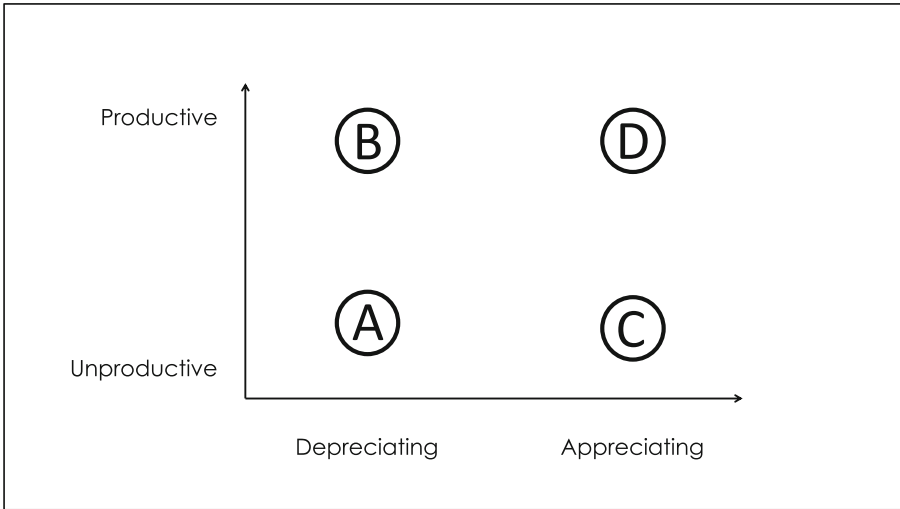 Productive
B
D
A
C
Unproductive
Depreciating
Appreciating